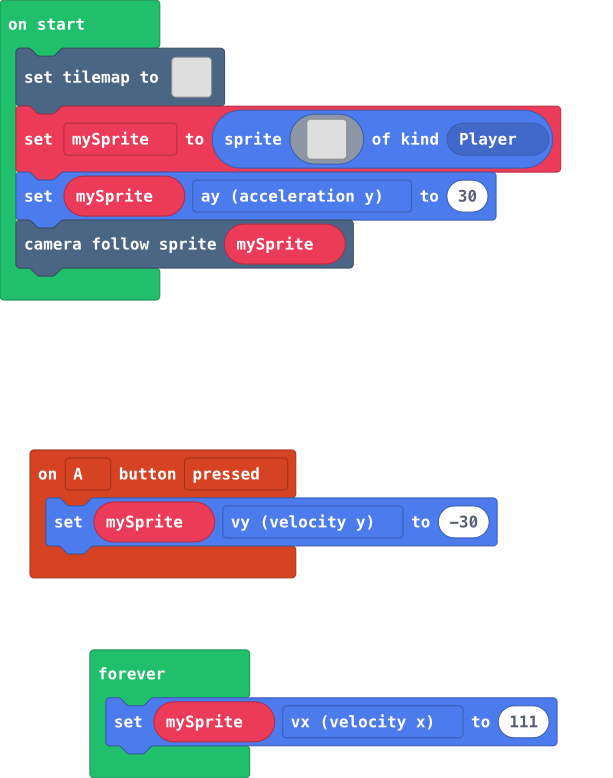 on start
set tilemap to
set mySprite to sprite of kind Player
set mySprite ay (acceleration y) to 30
camera follow sprite mySprite
on A button pressed
set mySprite vy (velocity y) to −30
forever
set mySprite vx (velocity x) to 111